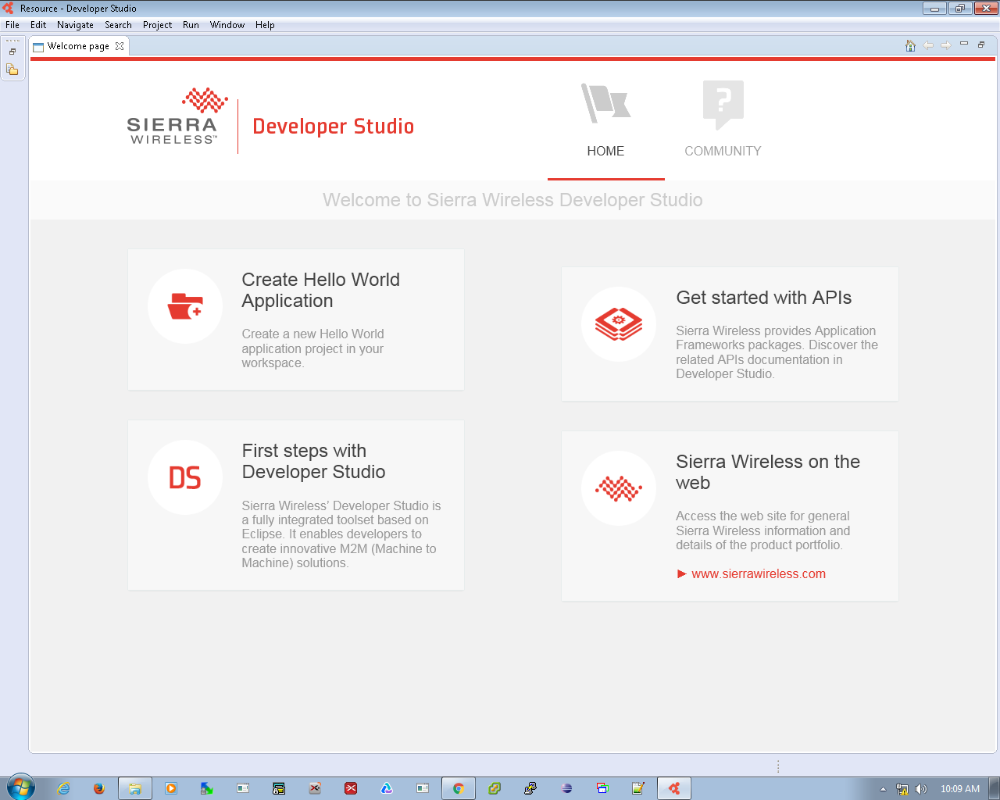 Resource - Developer Studio
File Edit Navigate Search Project Run Window Help
Welcome page
SIERRA
WIRELESS™
Developer Studio
HOME
COMMUNITY
Welcome to Sierra Wireless Developer Studio
Create Hello World
Application
Create a new Hello World
application project in your
workspace.
Get started with APIs
Sierra Wireless provides Application
Frameworks packages. Discover the
related APIs documentation in
Developer Studio.
DS
First steps with
Developer Studio
Sierra Wireless' Developer Studio is
a fully integrated toolset based on
Eclipse. It enables developers to
create innovative M2M (Machine to
Machine) solutions.
Sierra Wireless on the
web
Access the web site for general
Sierra Wireless information and
details of the product portfolio.
► www.sierrawireless.com
10:09 AM